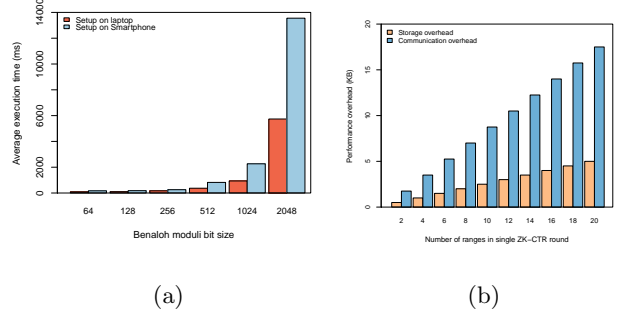 Setup on laptop
Setup on Smartphone
Average execution time (ms)
14000
10000
6000
2000
0
64 128 256 512 1024 2048
Benaloh moduli bit size
(a)
Storage overhead
Communication overhead
Performance overhead (KB)
20
15
10
5
0
2 4 6 8 10 12 14 16 18 20
Number of ranges in single ZK−CTR round
(b)